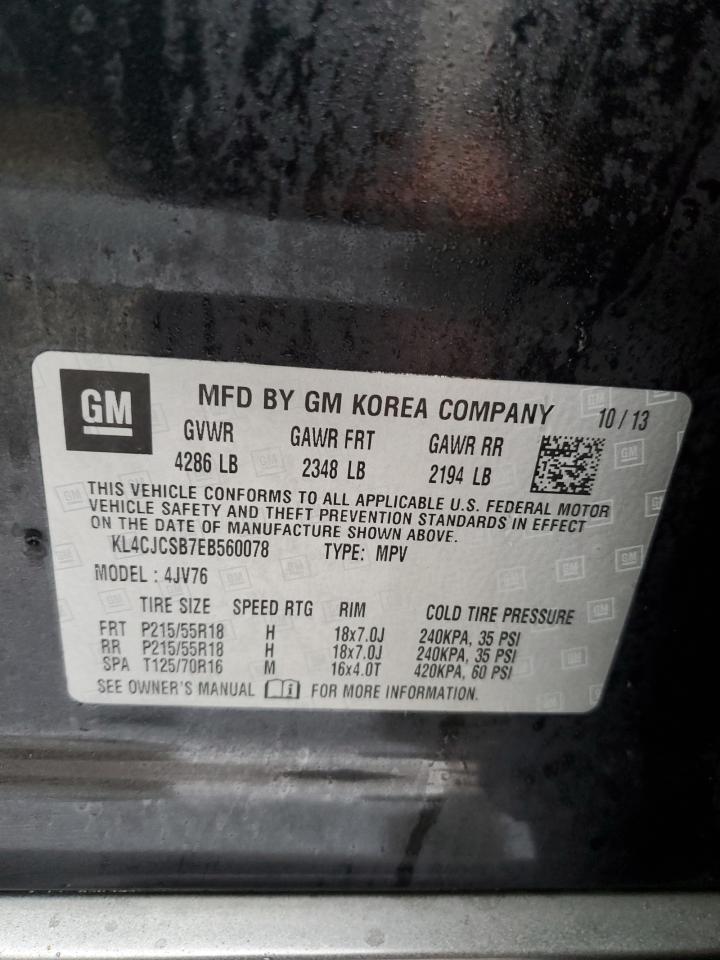 GM
MFD BY GM KOREA COMPANY 10 / 13
GVWR GAWR FRT GAWR RR
4286 LB 2348 LB 2194 LB
THIS VEHICLE CONFORMS TO ALL APPLICABLE U.S. FEDERAL MOTOR
VEHICLE SAFETY AND THEFT PREVENTION STANDARDS IN EFFECT
ON THE DATE OF MANUFACTURE SHOWN ABOVE.
KL4CJCSB7EB560078 TYPE: MPV
MODEL : 4JV76
TIRE SIZE SPEED RTG RIM COLD TIRE PRESSURE
FRT P215/55R18 H 18x7.0J 240KPA, 35 PSI
RR P215/55R18 H 18x7.0J 240KPA, 35 PSI
SPA T125/70R16 M 16x4.0T 420KPA, 60 PSI
SEE OWNER'S MANUAL FOR MORE INFORMATION.